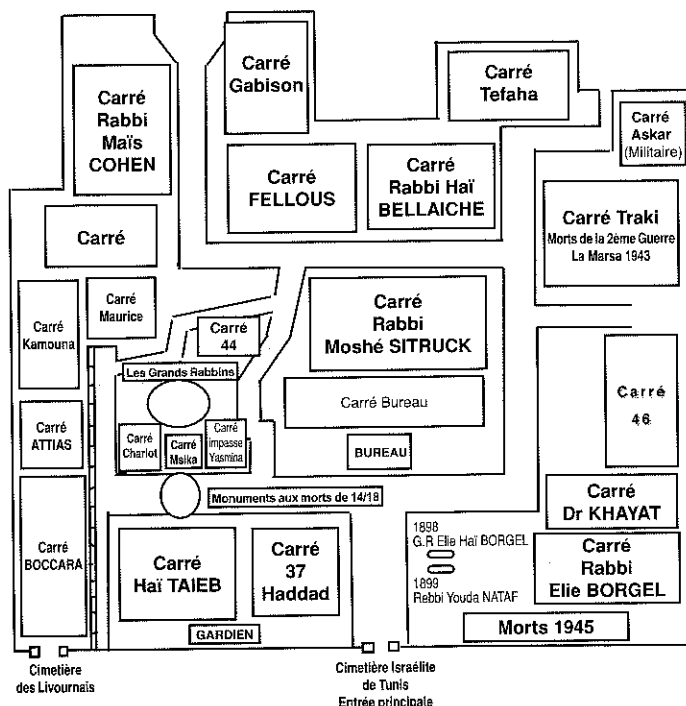 Carré
Rabbi
Maïs
COHEN
Carré
Gabison
Carré
Tefaha
Carré
Askar
(Militaire)
Carré
FELLOUS
Carré
Rabbi Haï
BELLAICHE
Carré Traki
Morts de la 2ème Guerre
La Marsa 1943
Carré
Carré
Kamouna
Carré
Maurice
Carré
44
Carré
Rabbi
Moshé SITRUCK
Les Grands Rabbins
Carré Bureau
Carré
46
Carré
ATTIAS
Carré
Charlot
Carré
Msika
Carré
impasse
Yasmina
BUREAU
Monuments aux morts de 14/18
Carré
Dr KHAYAT
Carré
BOCCARA
Carré
Haï TAIEB
Carré
37
Haddad
1898
G.R Elie Haï BORGEL
1899
Rebbi Youda NATAF
Carré
Rabbi
Elie BORGEL
GARDIEN
Morts 1945
Cimetière
des Livournais
Cimetière Israélite
de Tunis
Entrée principale